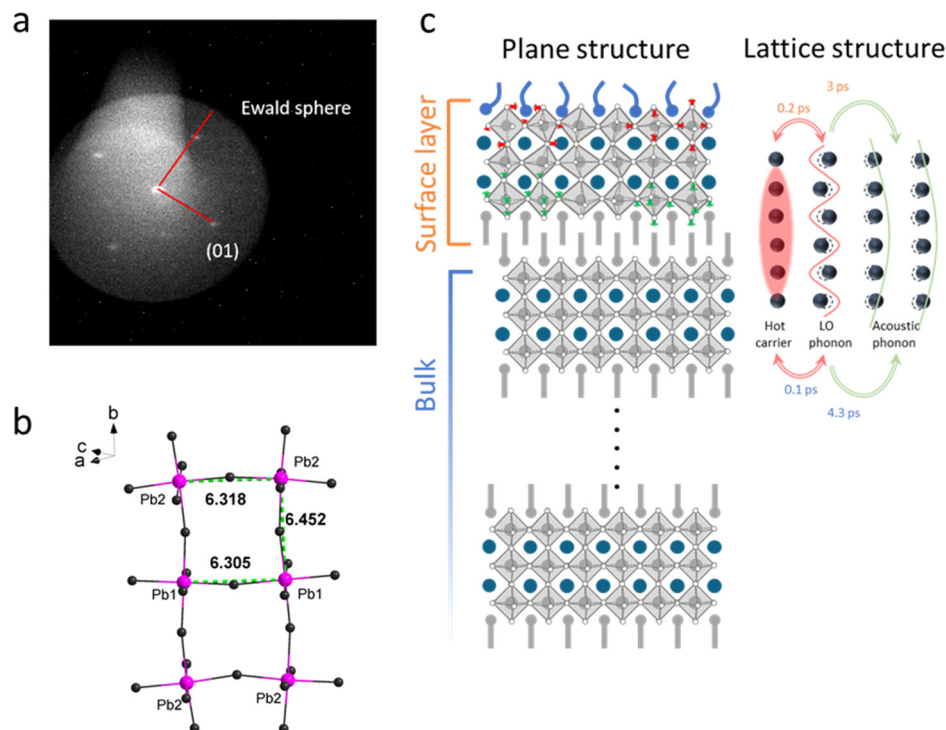 a
Ewald sphere
(01)
b
b
c
a
Pb2
Pb2
6.318
6.452
6.305
Pb1
Pb1
Pb2
Pb2
c
Plane structure
Lattice structure
Surface layer
Bulk
3 ps
0.2 ps
Hot
carrier
LO
phonon
Acoustic
phonon
0.1 ps
4.3 ps